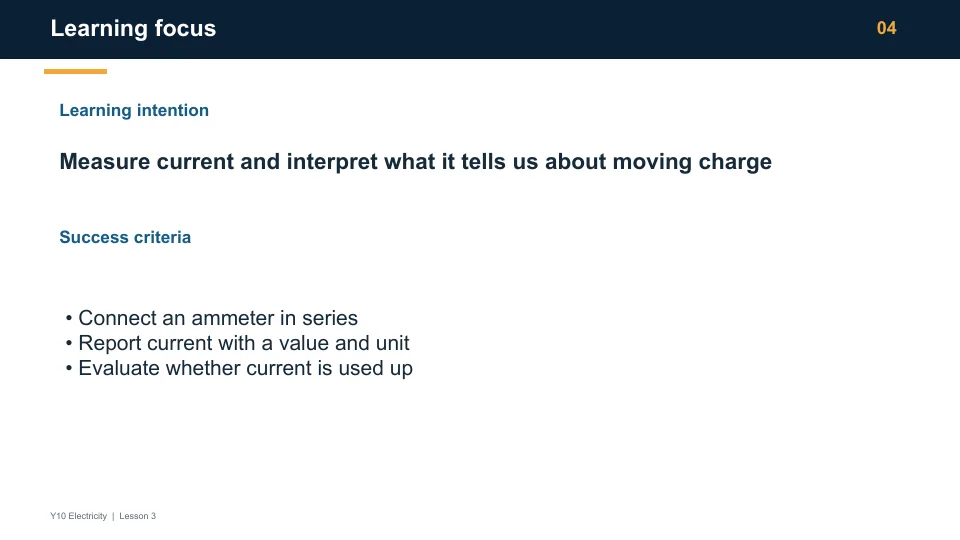 Learning focus
04
Learning intention
Measure current and interpret what it tells us about moving charge
Success criteria
• Connect an ammeter in series
• Report current with a value and unit
• Evaluate whether current is used up
Y10 Electricity | Lesson 3